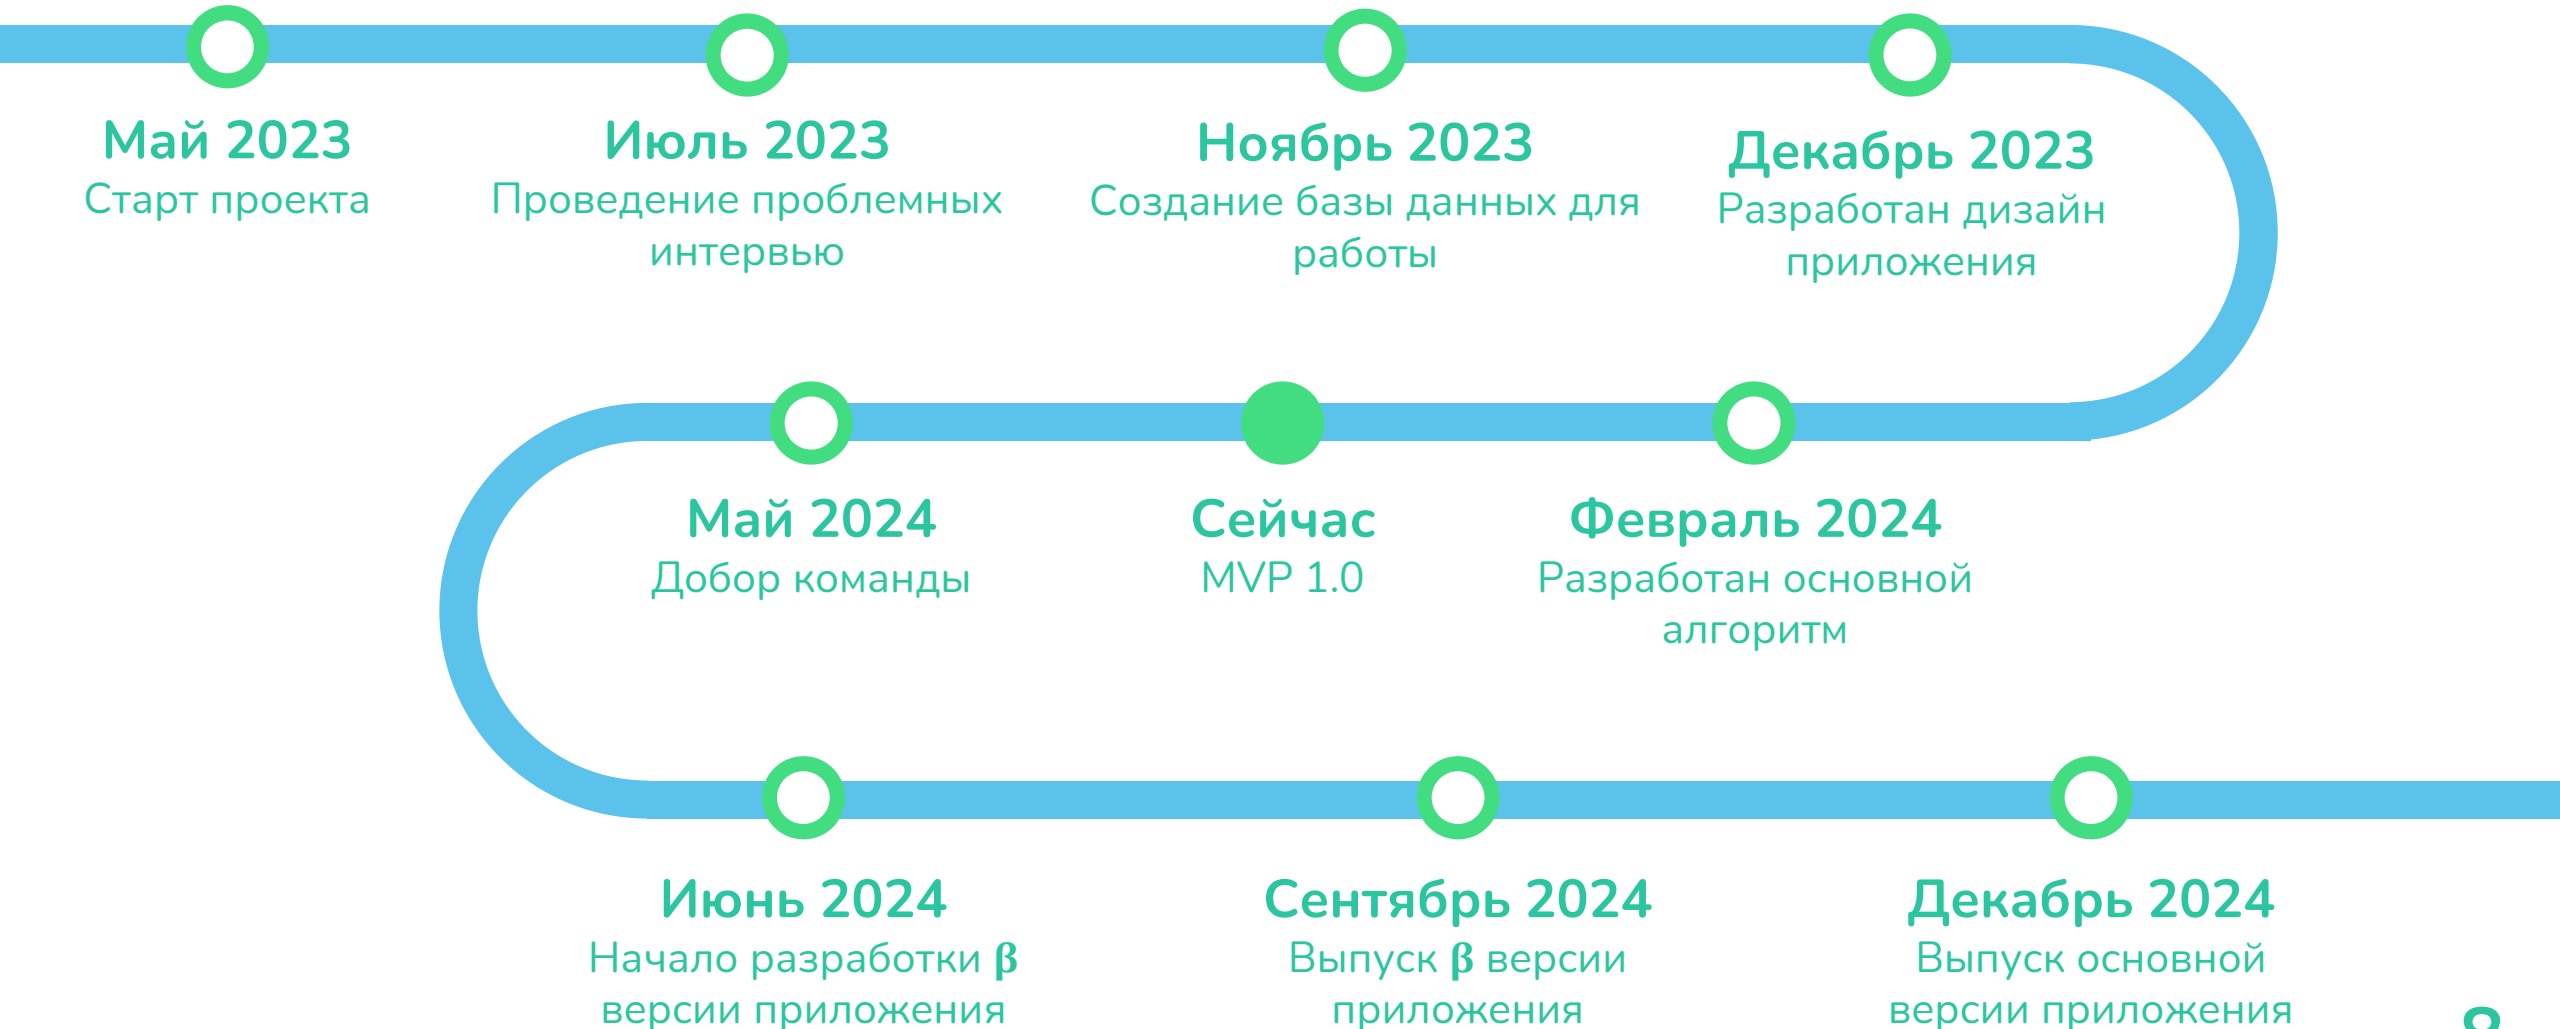 Май 2023
Старт проекта
Июль 2023
Проведение проблемных
интервью
Ноябрь 2023
Создание базы данных для
работы
Декабрь 2023
Разработан дизайн
приложения
Май 2024
Добор команды
Сейчас
MVP 1.0
Февраль 2024
Разработан основной
алгоритм
Июнь 2024
Начало разработки β
версии приложения
Сентябрь 2024
Выпуск β версии
приложения
Декабрь 2024
Выпуск основной
версии приложения